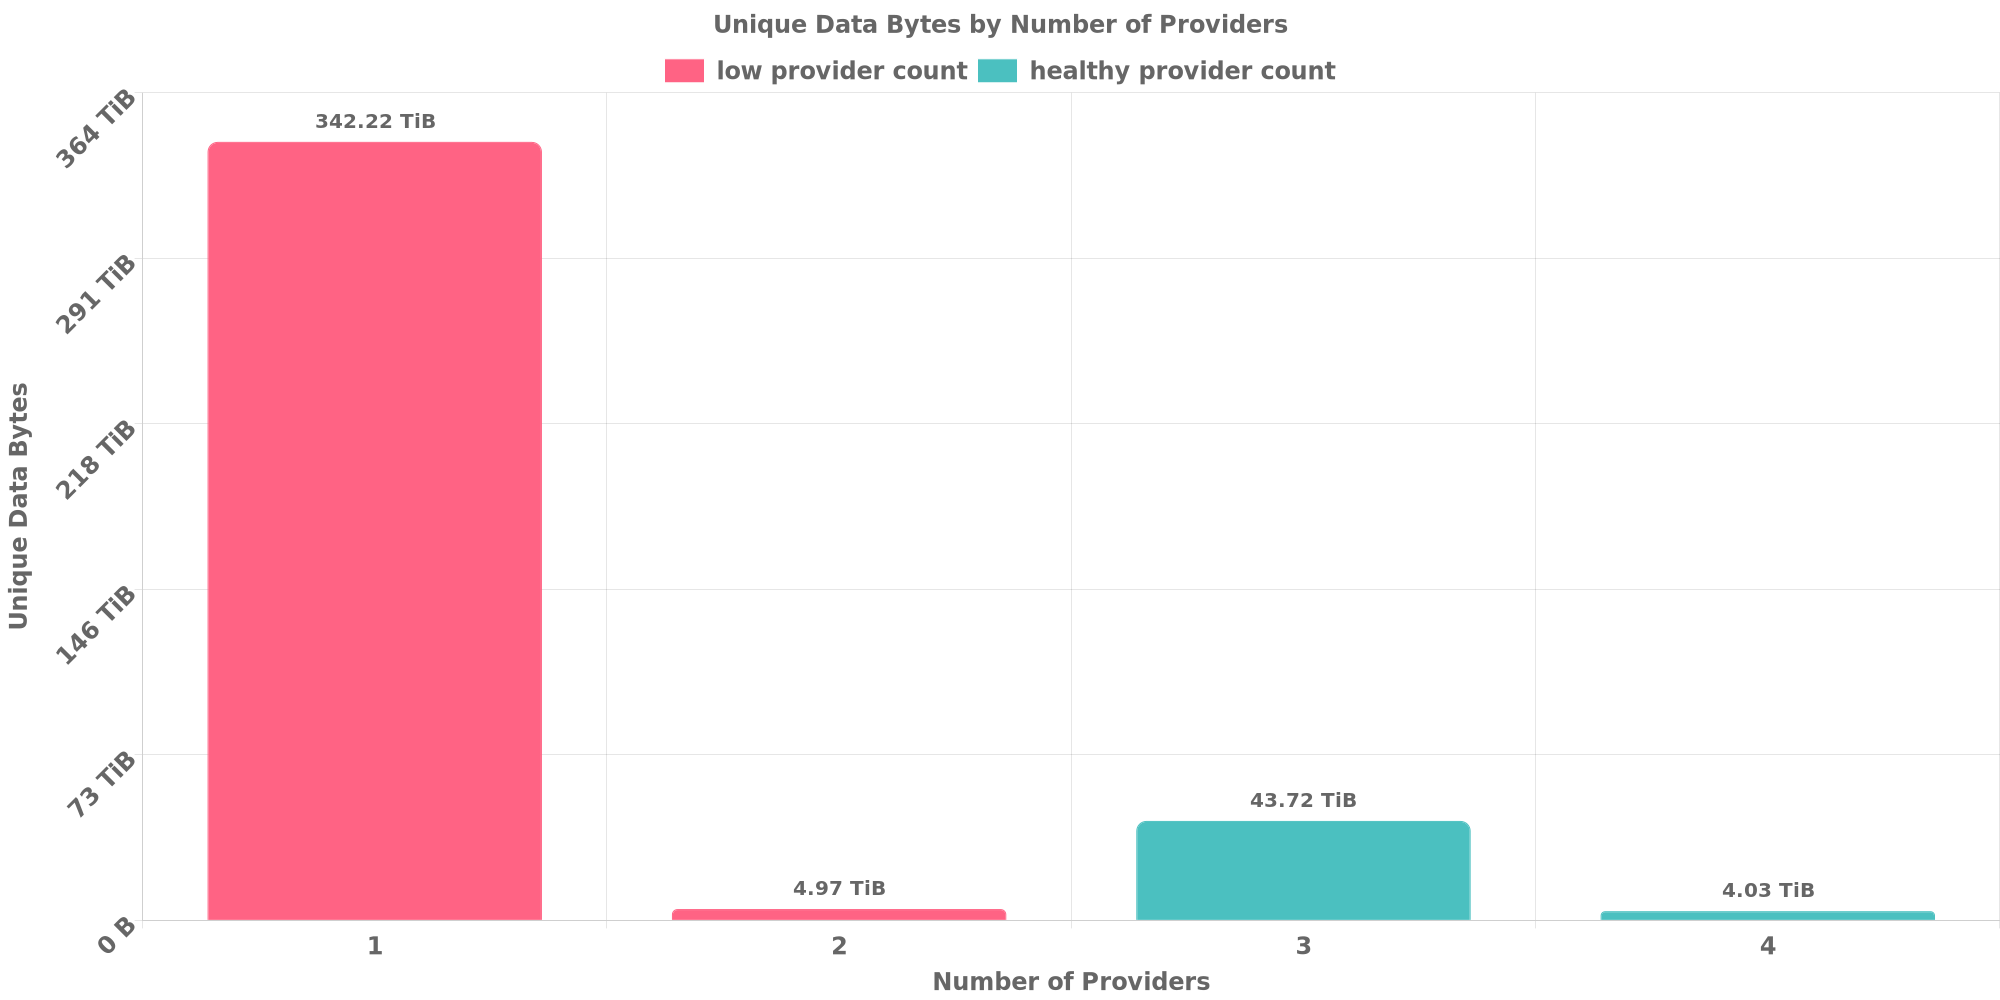 Unique Data Bytes by Number of Providers
low provider count healthy provider count
364 TiB
291 TiB
218 TiB
146 TiB
73 TiB
0 B
Unique Data Bytes
342.22 TiB
4.97 TiB
43.72 TiB
4.03 TiB
1 2 3 4
Number of Providers